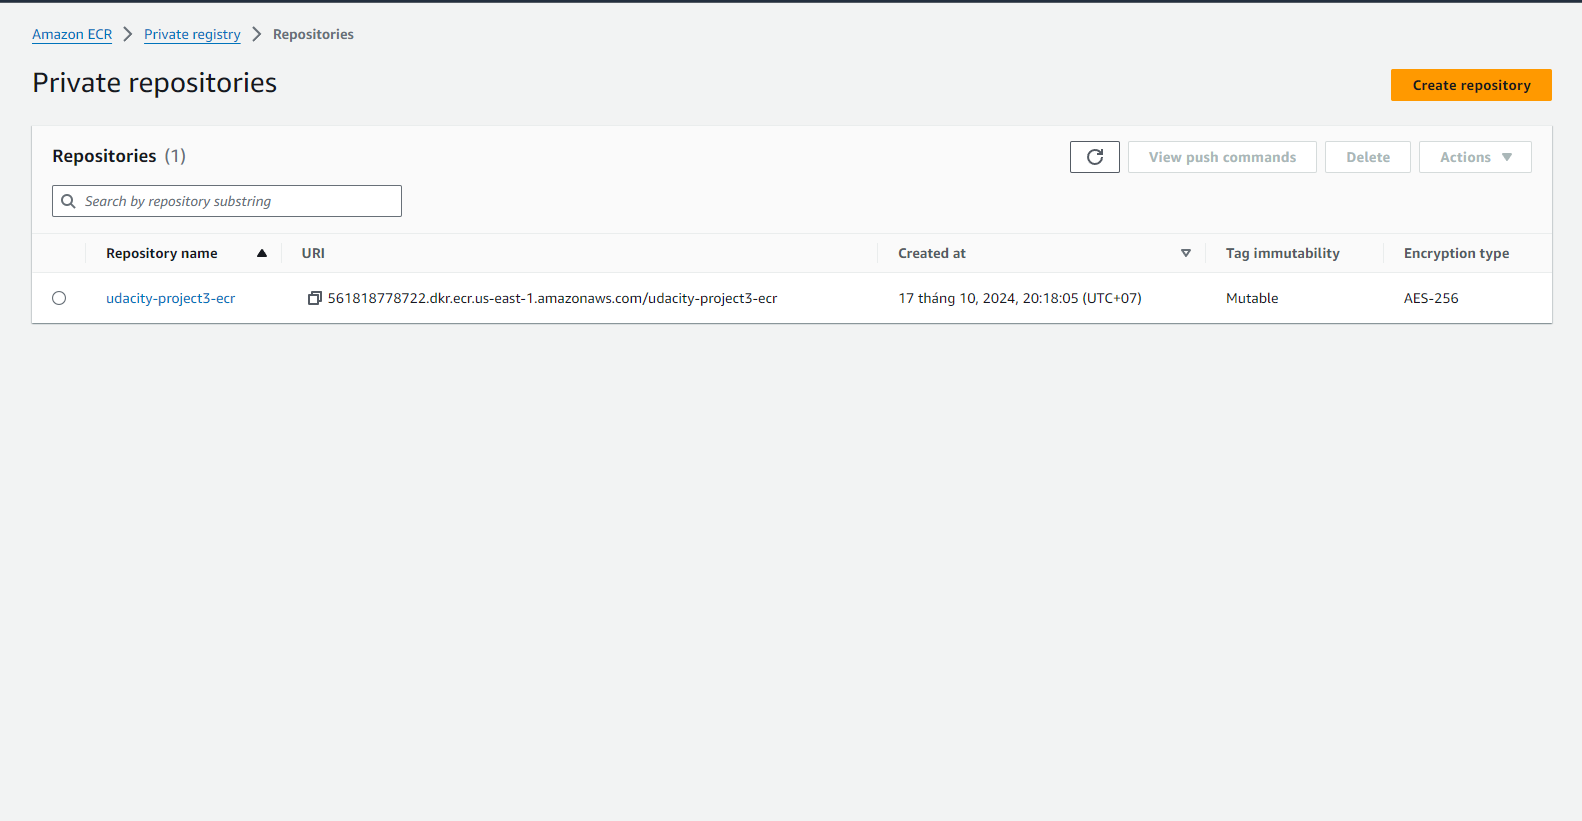 Amazon ECR > Private registry > Repositories
Private repositories
Create repository
Repositories (1)
View push commands
Delete
Actions
Search by repository substring
Repository name URI Created at Tag immutability Encryption type
udacity-project3-ecr 561818778722.dkr.ecr.us-east-1.amazonaws.com/udacity-project3-ecr 17 tháng 10, 2024, 20:18:05 (UTC+07) Mutable AES-256